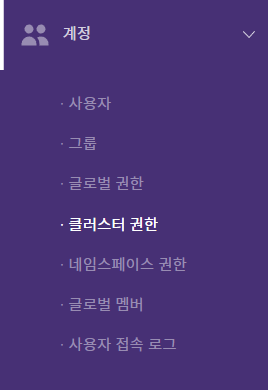 계정
· 사용자
· 그룹
· 글로벌 권한
· 클러스터 권한
· 네임스페이스 권한
· 글로벌 멤버
· 사용자 접속 로그